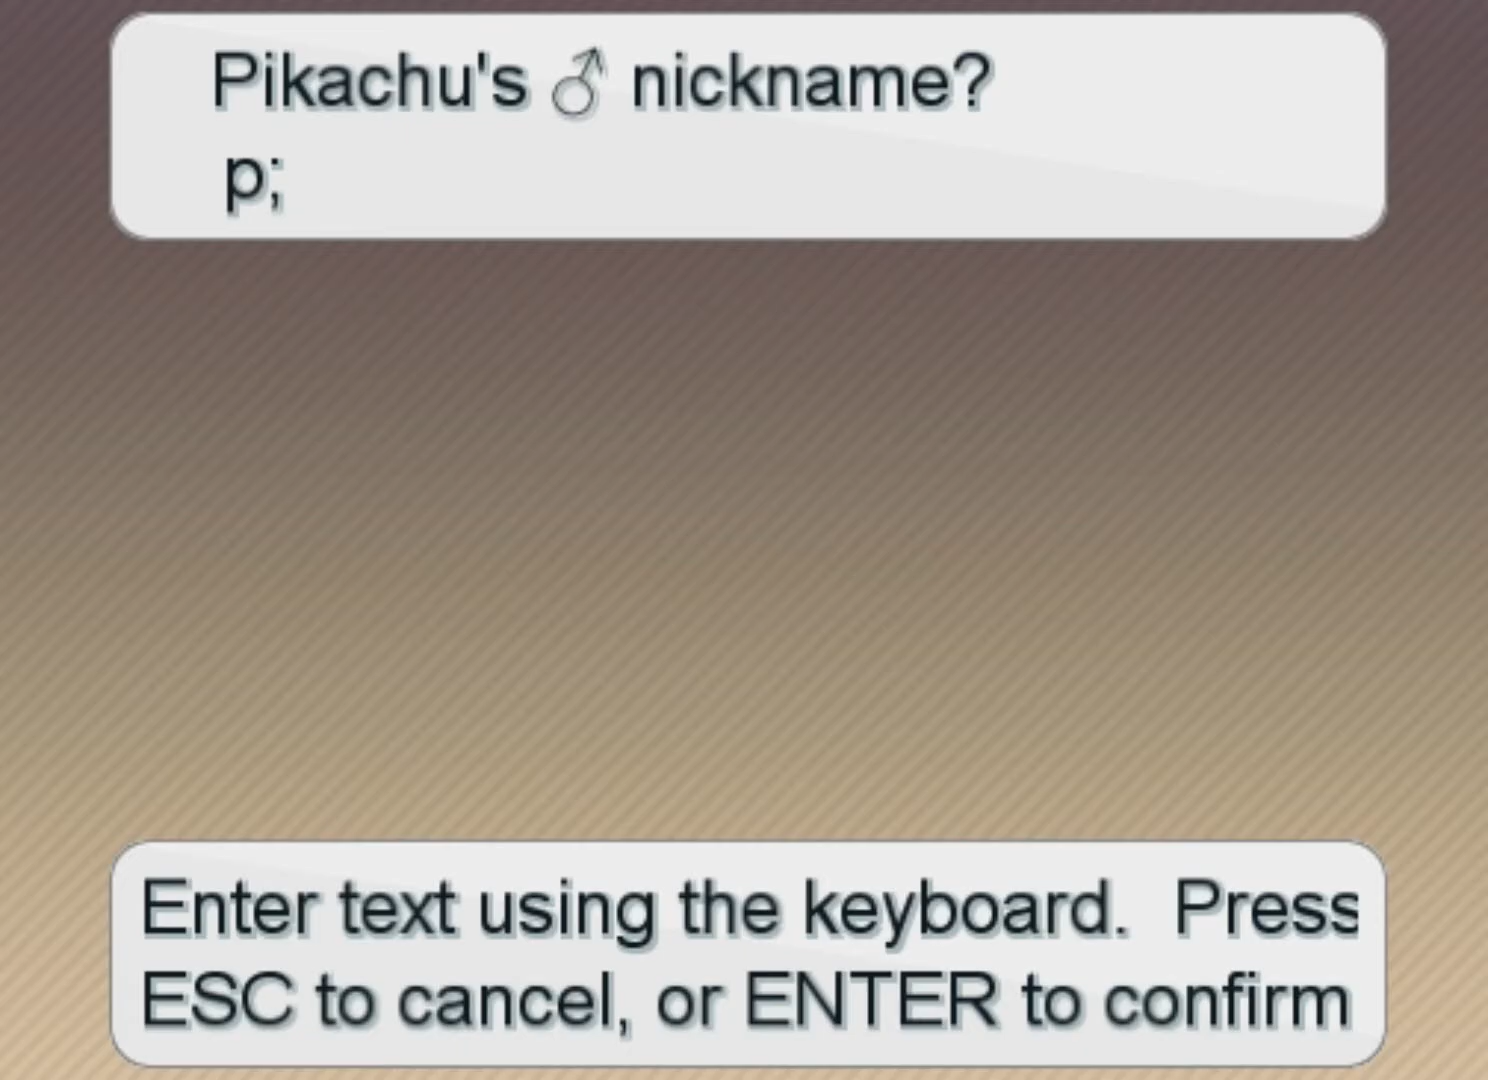 Pikachu's ♂ nickname?
p;
Enter text using the keyboard.  Press
ESC to cancel, or ENTER to confirm